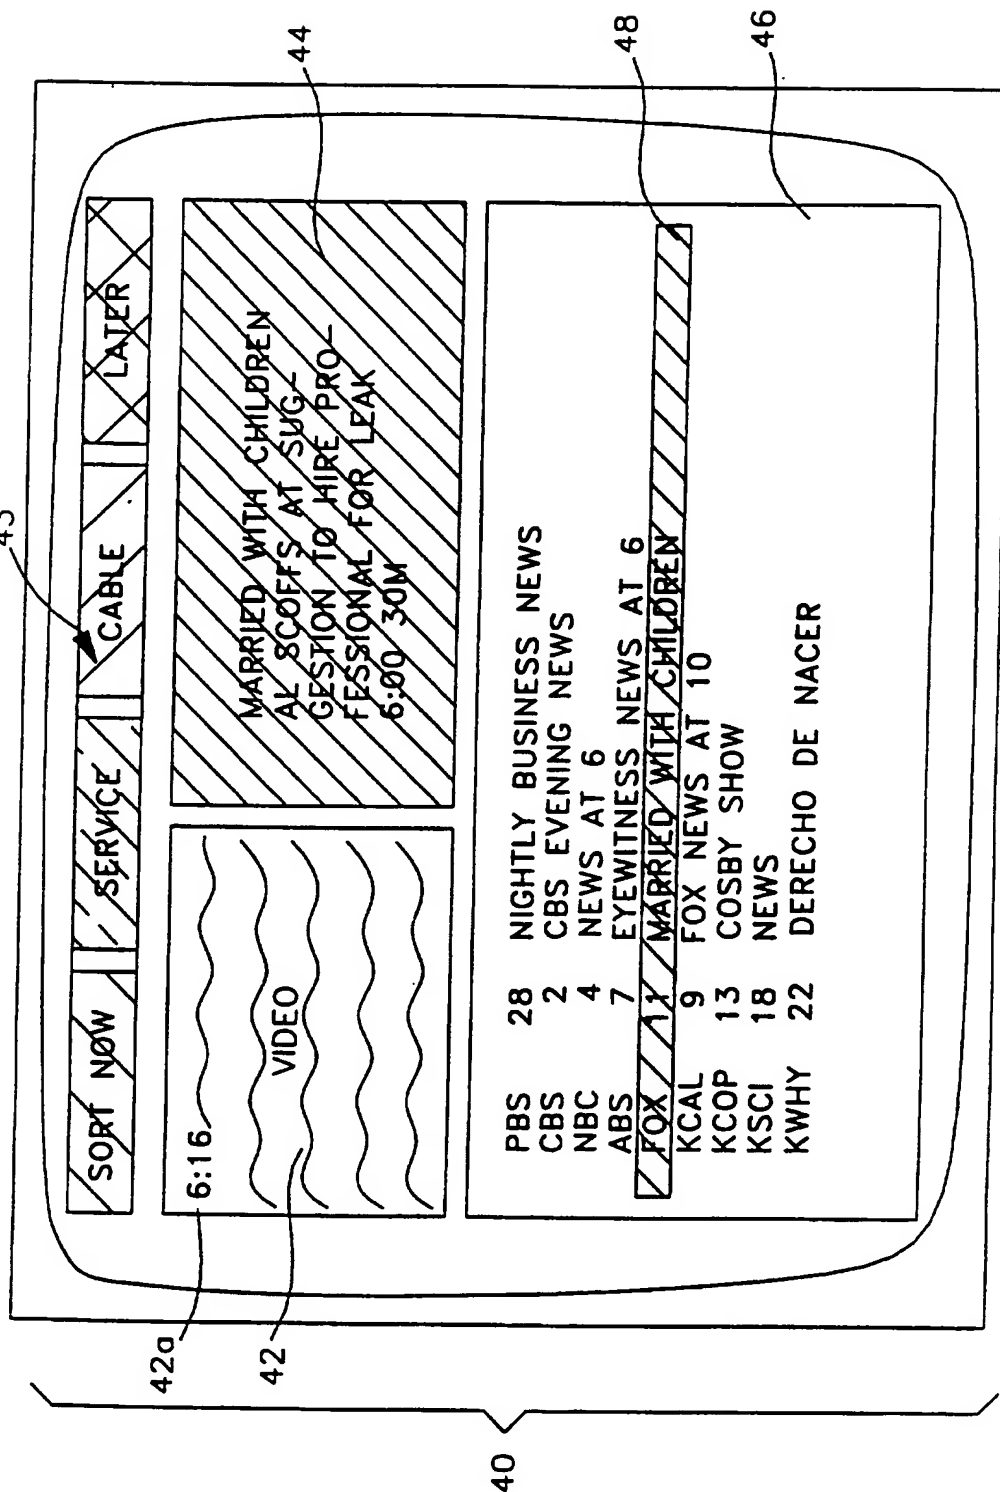 SORT NOW SERVICE CABLE LATER
6:16
VIDEO
MARRIED WITH CHILDREN
AL SCOFFS AT SUG-
GESTION TO HIRE PRO-
FESSIONAL FOR LEAK
6:00 30M
PBS 28 NIGHTLY BUSINESS NEWS
CBS 2 CBS EVENING NEWS
NBC 4 NEWS AT 6
ABS 7 EYEWITNESS NEWS AT 6
FOX 11 MARRIED WITH CHILDREN
KCAL 9 FOX NEWS AT 10
KCOP 13 COSBY SHOW
KSCI 18 NEWS
KWHY 22 DERECHO DE NACER
42a
42
44
48
46
40